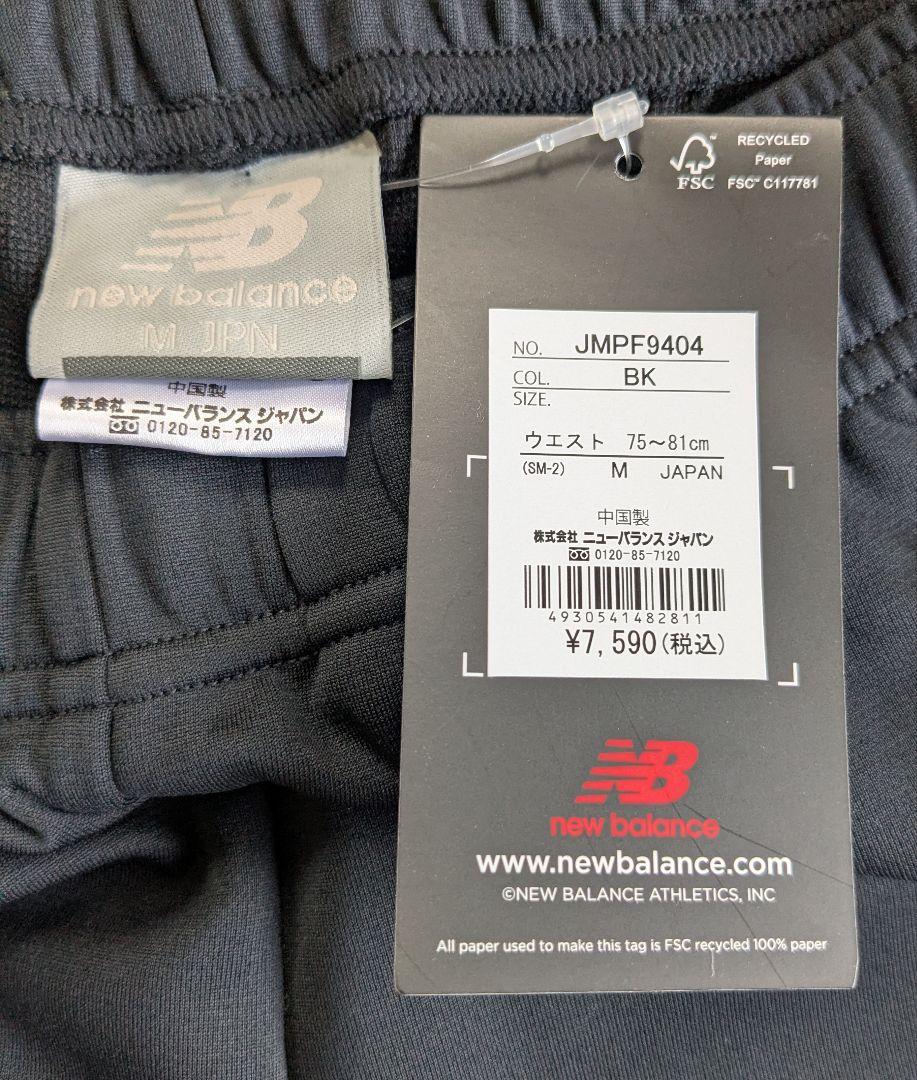 NB
new balance
M JPN
中国製
株式会社 ニューバランス ジャパン
0120-85-7120
FSC™
RECYCLED
Paper
FSC™ C117781
NO. JMPF9404
COL. BK
SIZE.
ウエスト 75～81cm
(SM-2) M JAPAN
中国製
株式会社 ニューバランス ジャパン
0120-85-7120
4930541482811
¥7,590(税込)
NB
new balance
www.newbalance.com
©NEW BALANCE ATHLETICS, INC
All paper used to make this tag is FSC recycled 100% paper